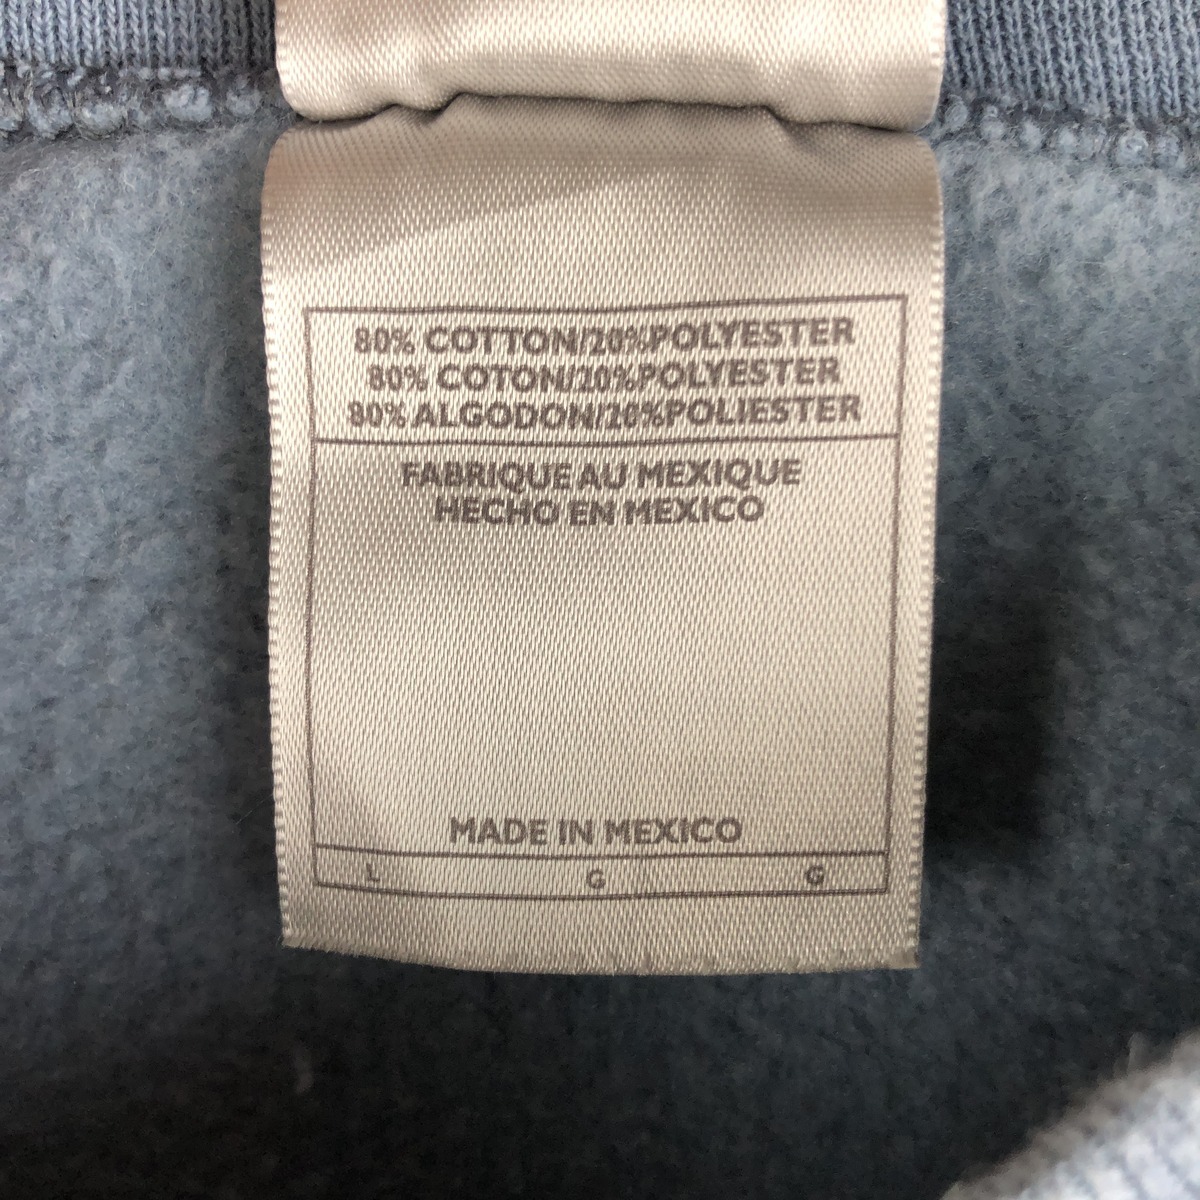 80% COTTON/20%POLYESTER
80% COTON/20%POLYESTER
80% ALGODON/20%POLIESTER
FABRIQUE AU MEXIQUE
HECHO EN MEXICO
MADE IN MEXICO
L G G